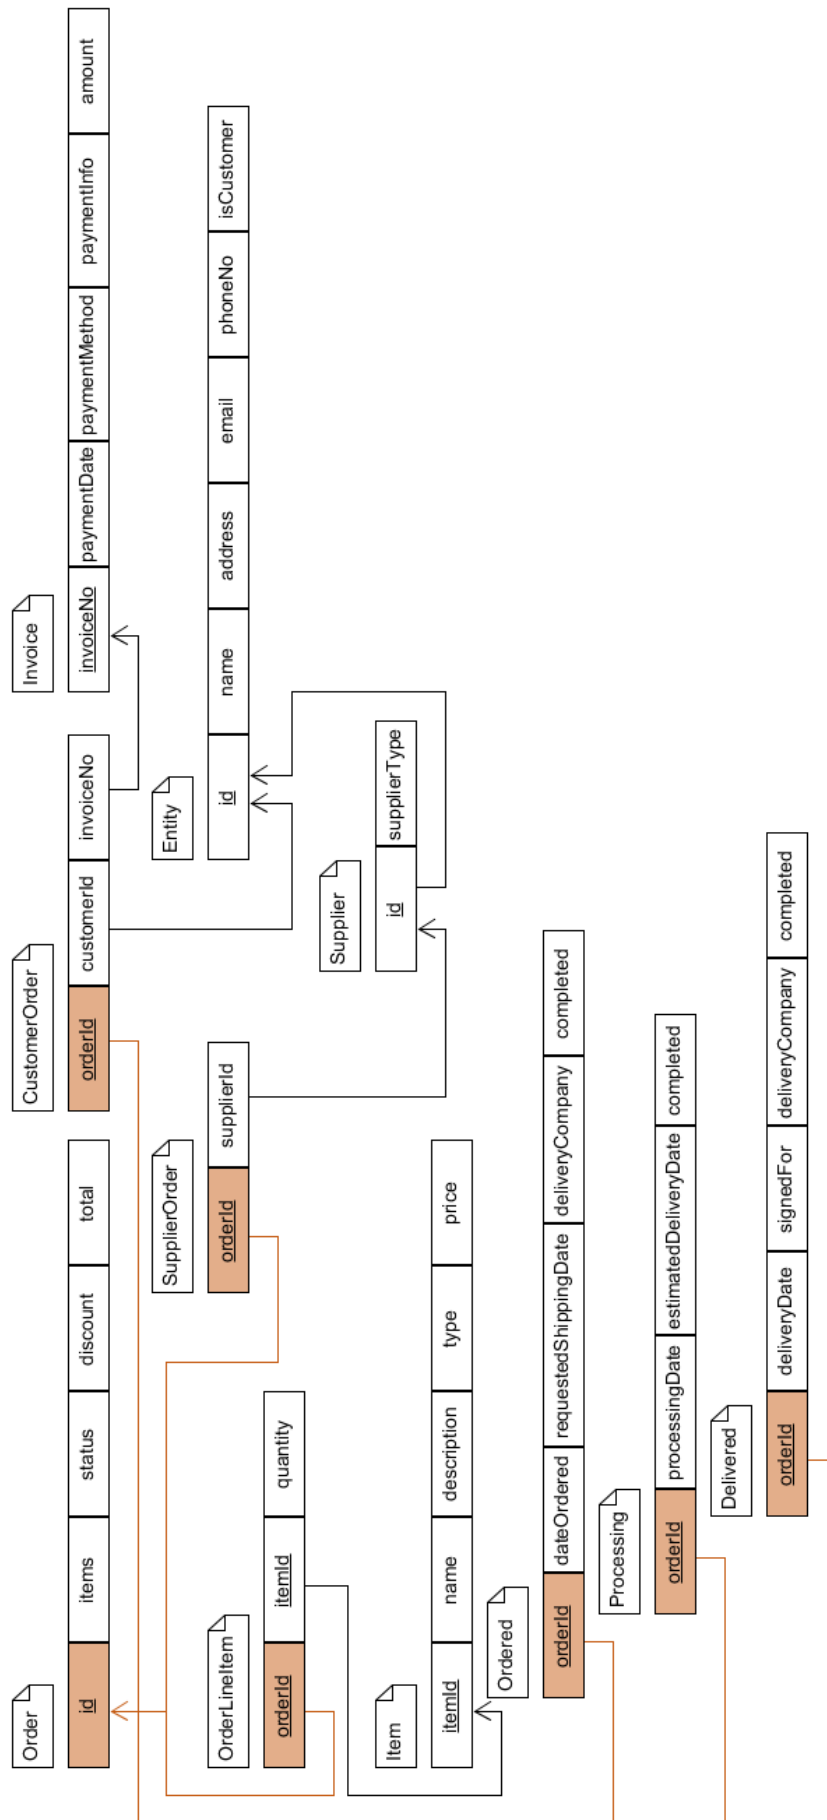 Order
id items status discount total
CustomerOrder
orderId customerId invoiceNo
Invoice
invoiceNo paymentDate paymentMethod paymentInfo amount
SupplierOrder
orderId supplierId
Entity
id name address email phoneNo isCustomer
OrderLineItem
orderId itemId quantity
Supplier
id supplierType
Item
itemId name description type price
Ordered
orderId dateOrdered requestedShippingDate deliveryCompany completed
Processing
orderId processingDate estimatedDeliveryDate completed
Delivered
orderId deliveryDate signedFor deliveryCompany completed